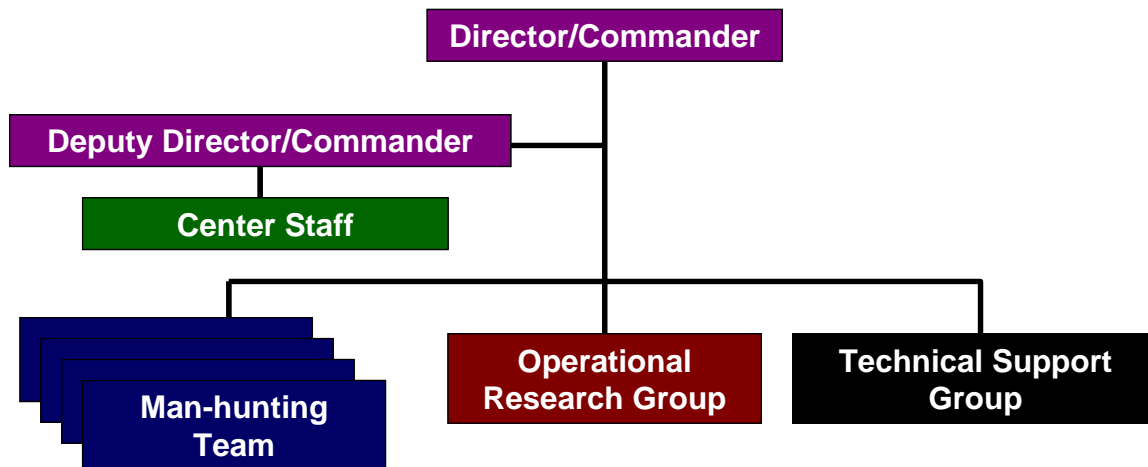 Director/Commander
Deputy Director/Commander
Center Staff
Man-hunting
Team
Operational
Research Group
Technical Support
Group